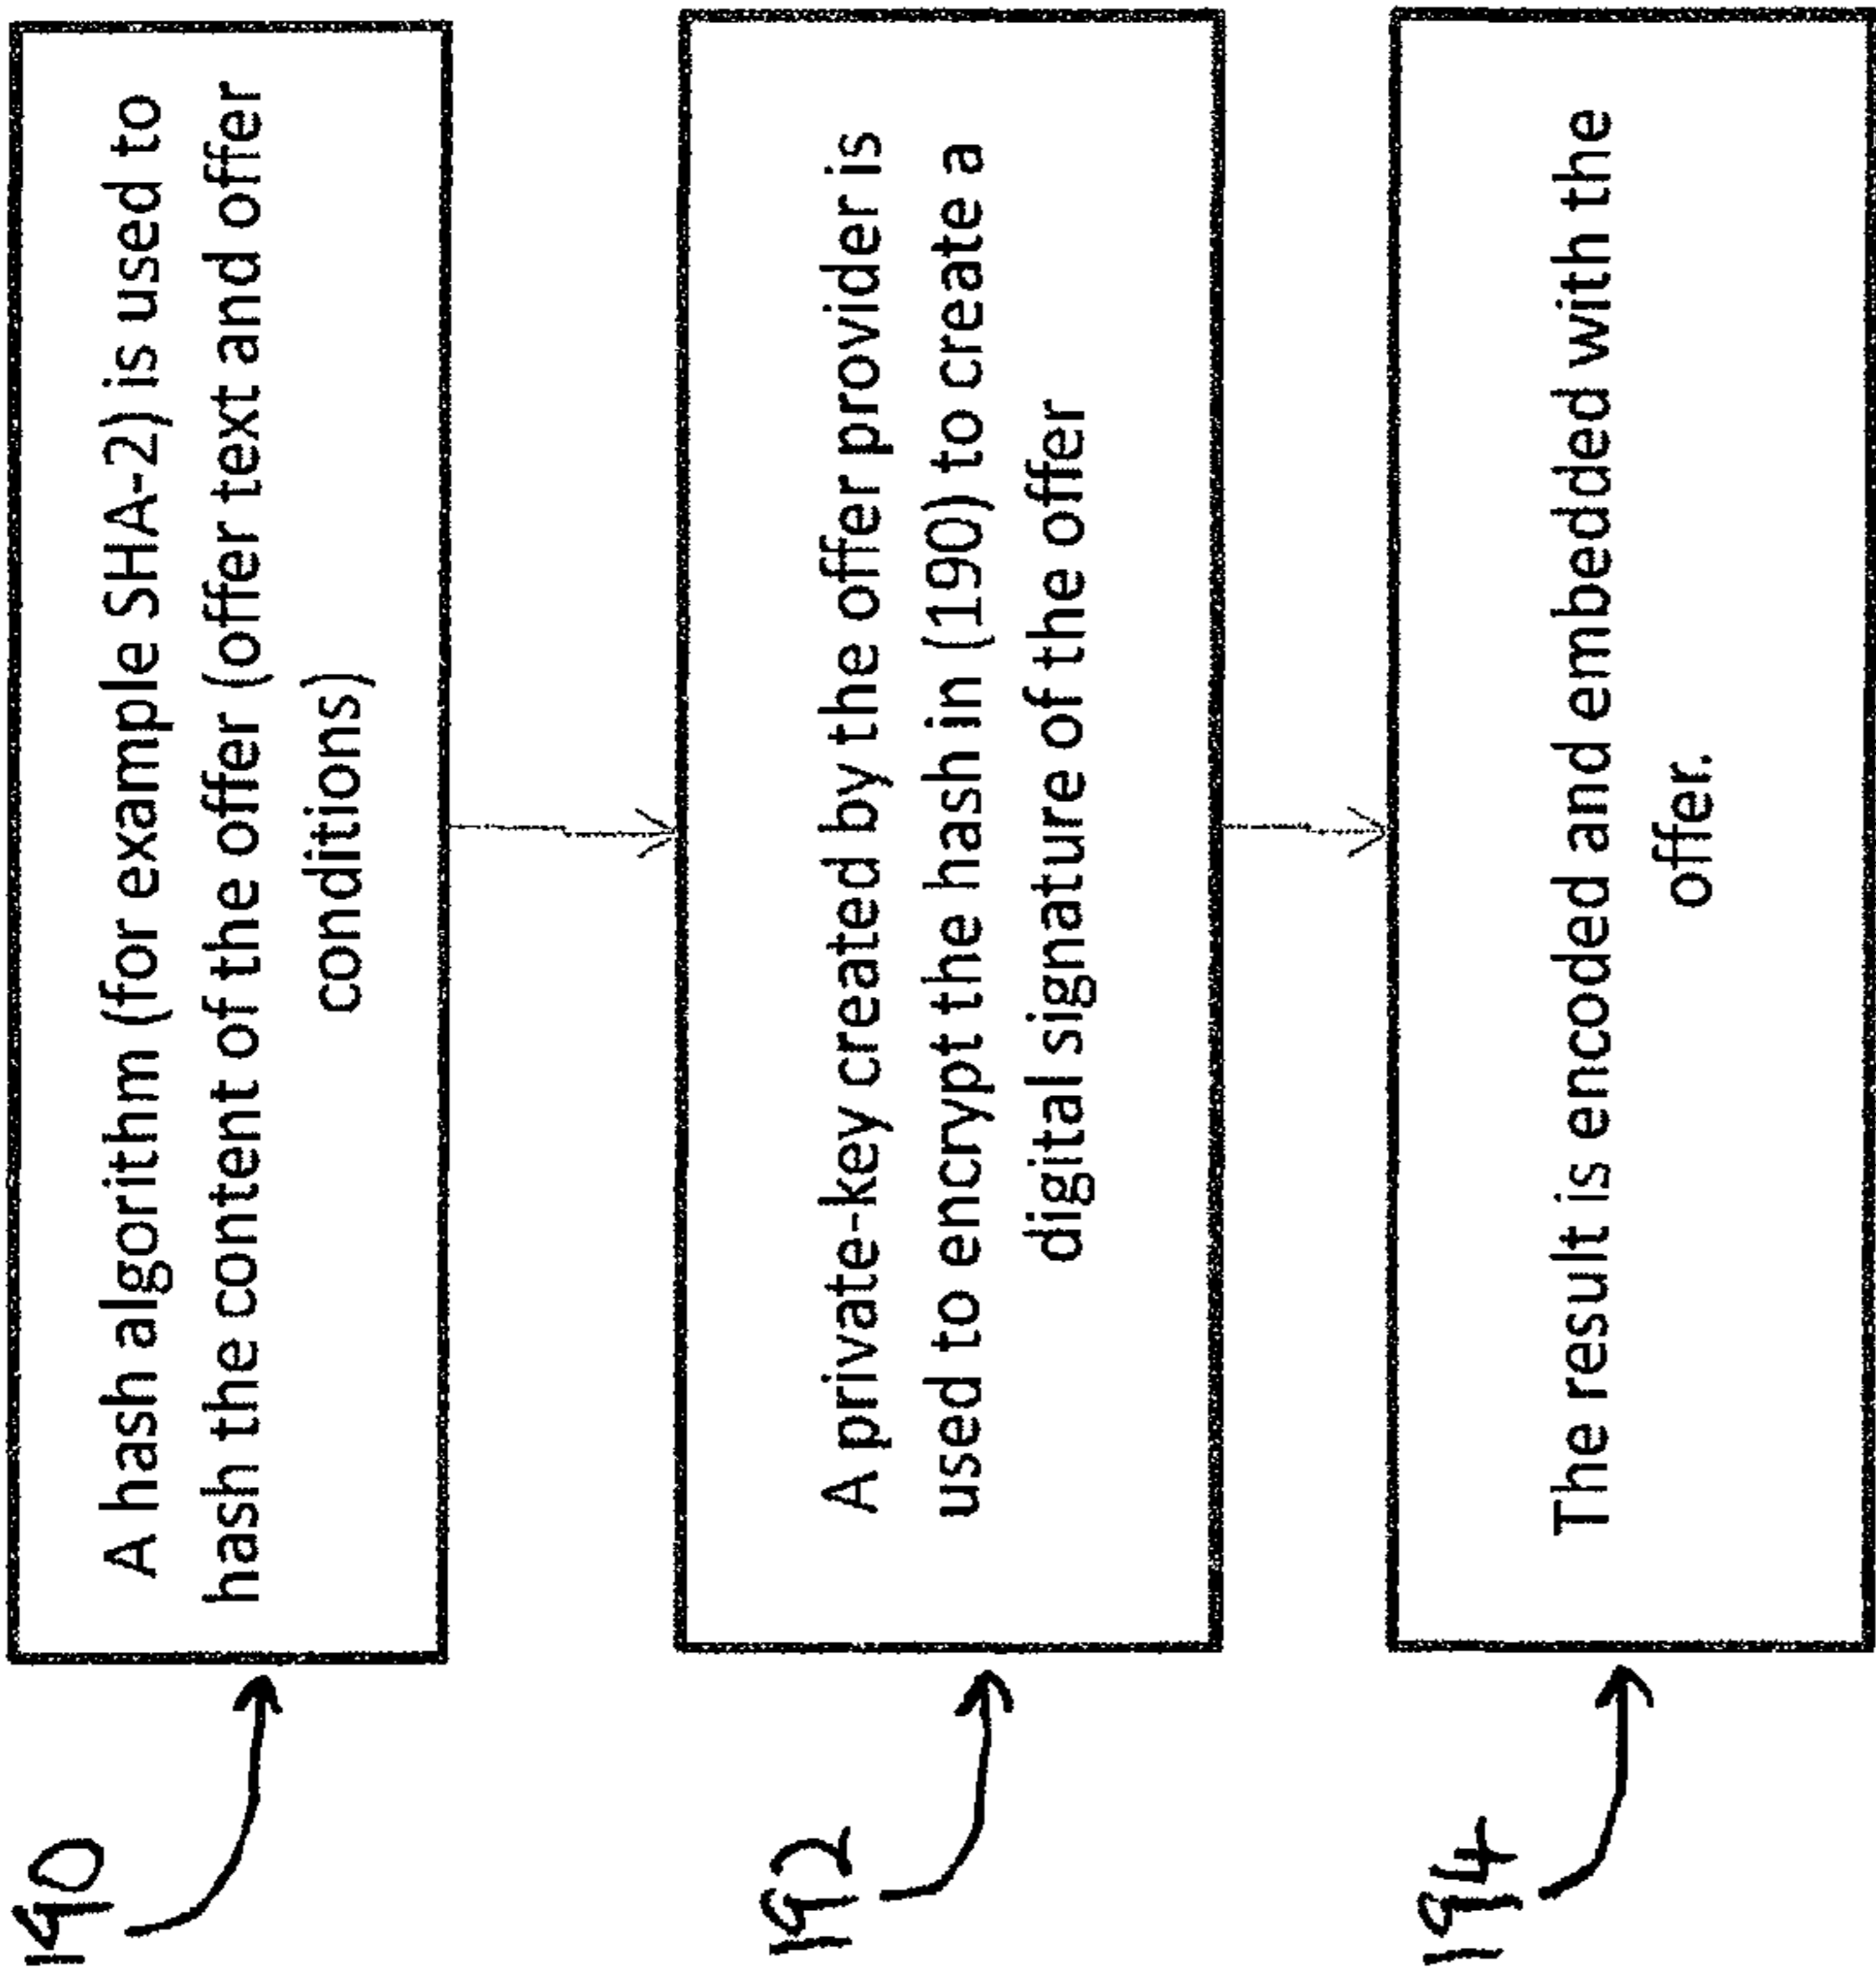 190
A hash algorithm (for example SHA-2) is used to
hash the content of the offer (offer text and offer
conditions)
192
A private-key created by the offer provider is
used to encrypt the hash in (190) to create a
digital signature of the offer
194
The result is encoded and embedded with the
offer.